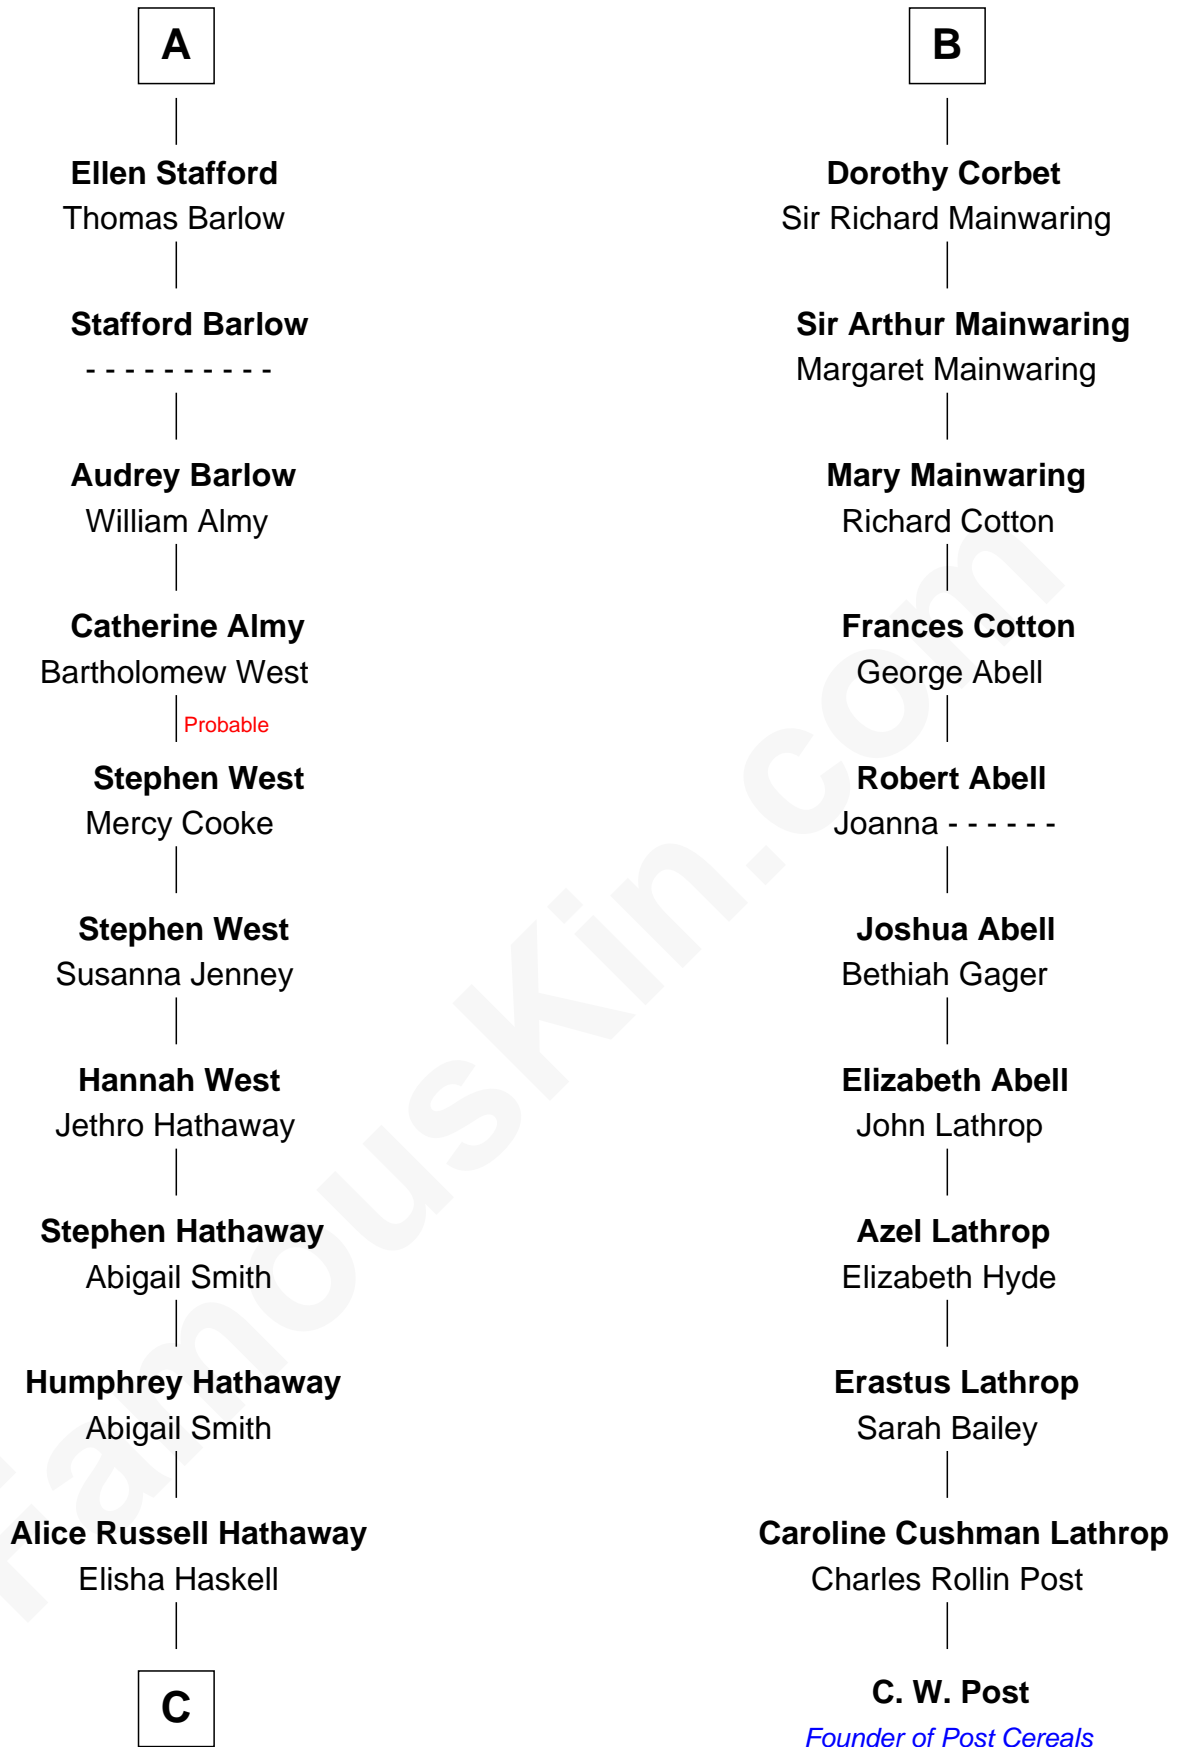 A
Ellen Stafford
Thomas Barlow
Stafford Barlow
- - - - - - - - - -
Audrey Barlow
William Almy
Catherine Almy
Bartholomew West
Probable
Stephen West
Mercy Cooke
Stephen West
Susanna Jenney
Hannah West
Jethro Hathaway
Stephen Hathaway
Abigail Smith
Humphrey Hathaway
Abigail Smith
Alice Russell Hathaway
Elisha Haskell
C
B
Dorothy Corbet
Sir Richard Mainwaring
Sir Arthur Mainwaring
Margaret Mainwaring
Mary Mainwaring
Richard Cotton
Frances Cotton
George Abell
Robert Abell
Joanna - - - - - -
Joshua Abell
Bethiah Gager
Elizabeth Abell
John Lathrop
Azel Lathrop
Elizabeth Hyde
Erastus Lathrop
Sarah Bailey
Caroline Cushman Lathrop
Charles Rollin Post
C. W. Post
Founder of Post Cereals
FamousKin.com